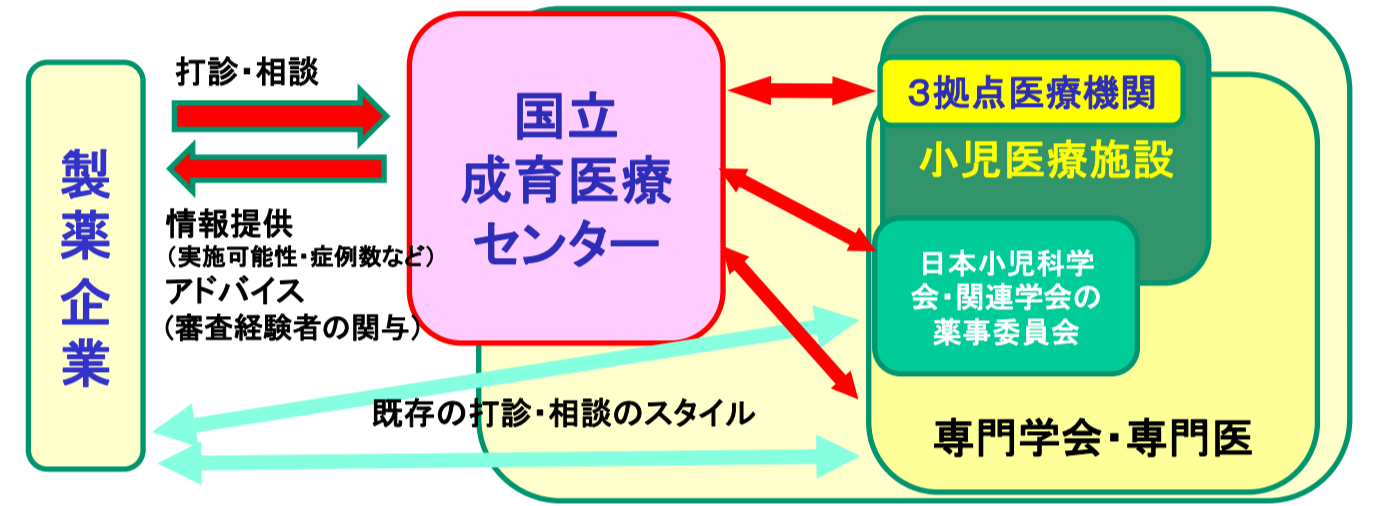 製薬企業
打診・相談
情報提供
（実施可能性・症例数など）
アドバイス
（審査経験者の関与）
国立
成育医療
センター
既存の打診・相談のスタイル
３拠点医療機関
小児医療施設
日本小児科学
会・関連学会の
薬事委員会
専門学会・専門医